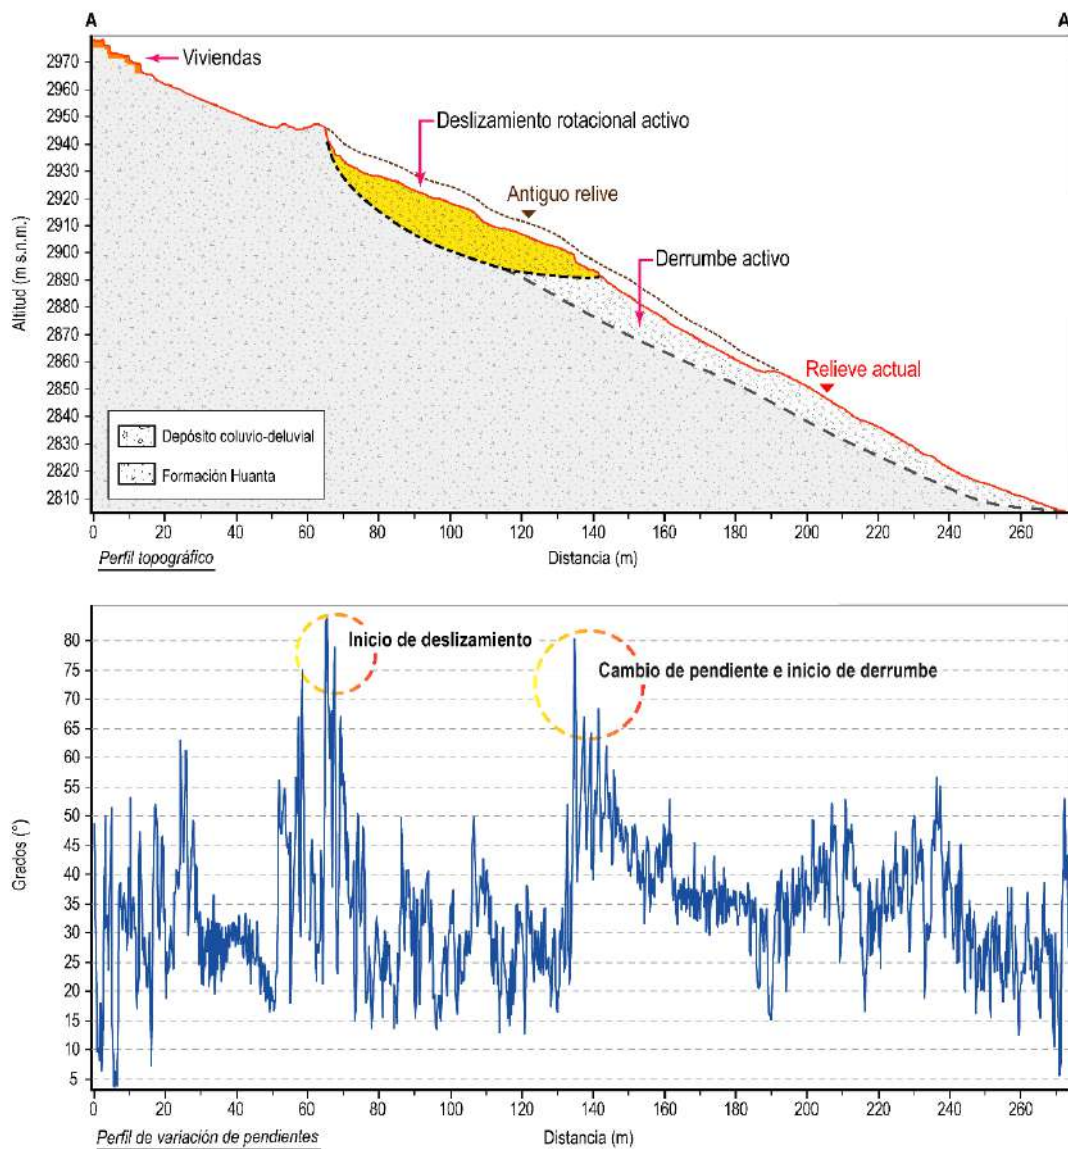 A A
Viviendas
Deslizamiento rotacional activo
Antiguo relive
Derrumbe activo
Relieve actual
Altitud (m s.n.m.)
2970
2960
2950
2940
2930
2920
2910
2900
2890
2880
2870
2860
2850
2840
2830
2820
2810
Depósito coluvio-deluvial
Formación Huanta
0 20 40 60 80 100 120 140 160 180 200 220 240 260
Perfil topográfico
Distancia (m)
Inicio de deslizamiento
Cambio de pendiente e inicio de derrumbe
Grados (°)
80
75
70
65
60
55
50
45
40
35
30
25
20
15
10
5
0 20 40 60 80 100 120 140 160 180 200 220 240 260
Perfil de variación de pendientes
Distancia (m)